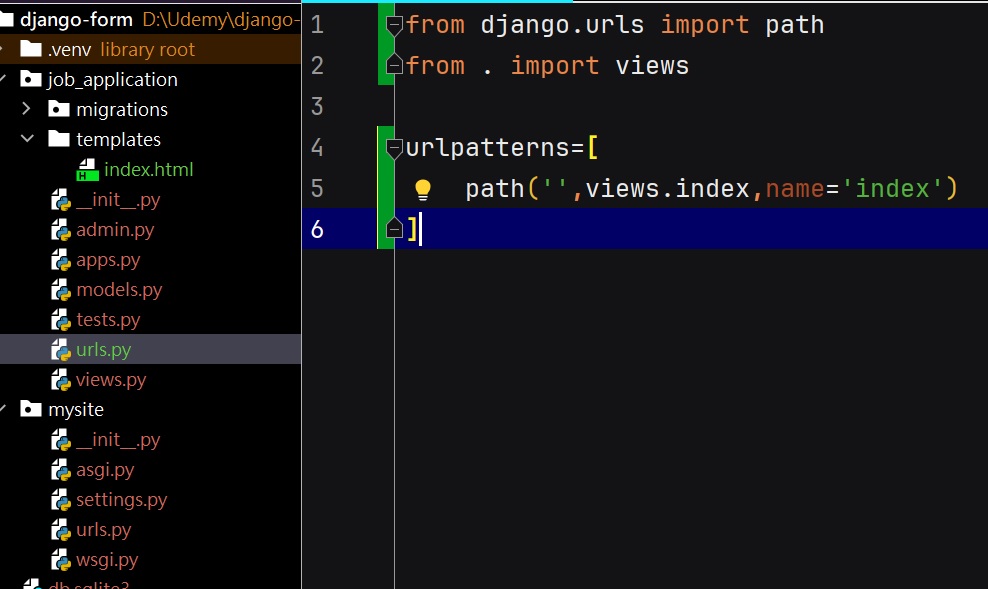 django-form D:\Udemy\django-
.venv library root
job_application
migrations
templates
index.html
__init__.py
admin.py
apps.py
models.py
tests.py
urls.py
views.py
mysite
__init__.py
asgi.py
settings.py
urls.py
wsgi.py
db.sqlite3
1 from django.urls import path
2 from . import views
3
4 urlpatterns=[
5 path('',views.index,name='index')
6 ]